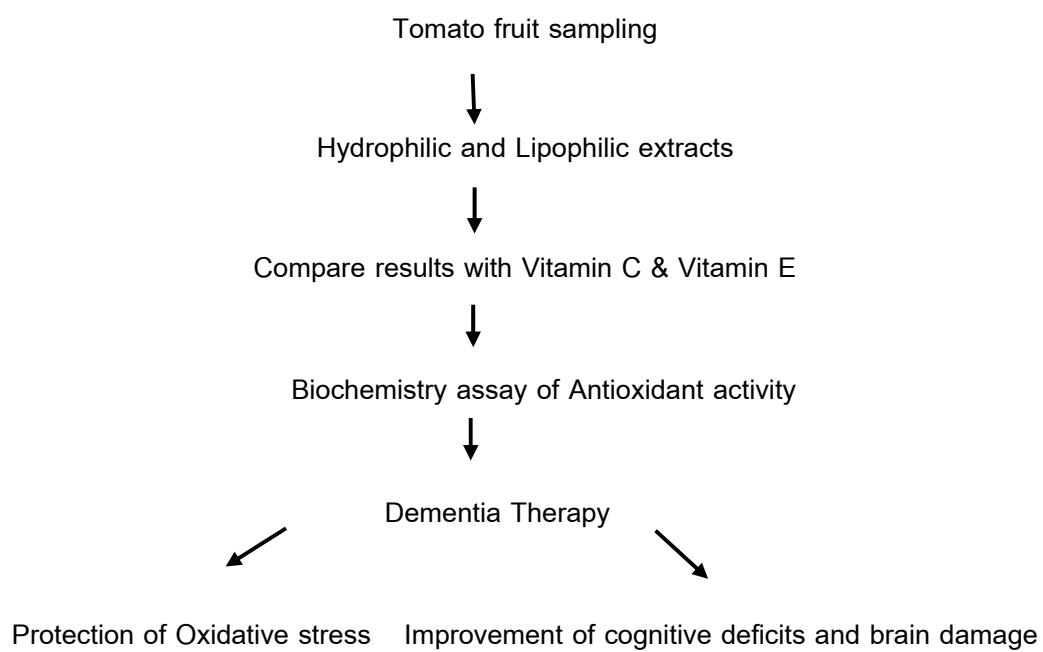 Tomato fruit sampling
Hydrophilic and Lipophilic extracts
Compare results with Vitamin C & Vitamin E
Biochemistry assay of Antioxidant activity
Dementia Therapy
Protection of Oxidative stress
Improvement of cognitive deficits and brain damage